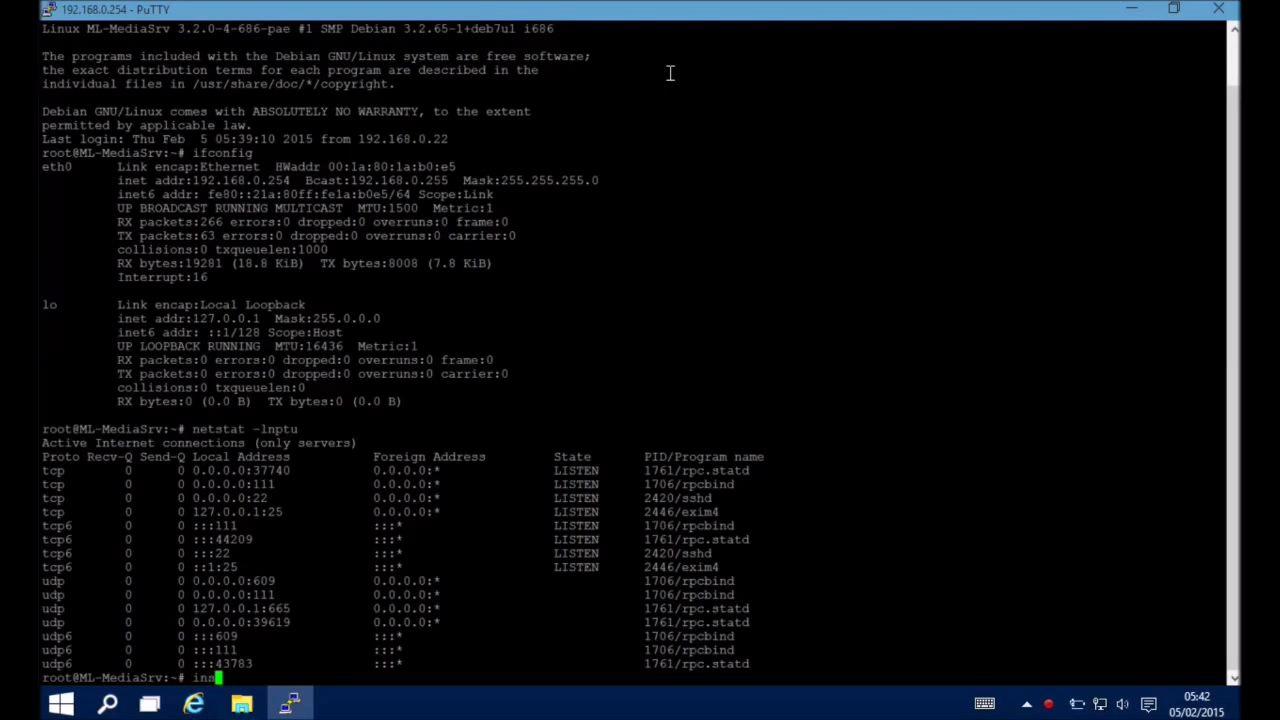 192.168.0.254 - PuTTY
Linux ML-MediaSrv 3.2.0-4-686-pae #1 SMP Debian 3.2.65-1+deb7u1 i686
The programs included with the Debian GNU/Linux system are free software;
the exact distribution terms for each program are described in the
individual files in /usr/share/doc/*/copyright.
Debian GNU/Linux comes with ABSOLUTELY NO WARRANTY, to the extent
permitted by applicable law.
Last login: Thu Feb  5 05:39:10 2015 from 192.168.0.22
root@ML-MediaSrv:~# ifconfig
eth0      Link encap:Ethernet  HWaddr 00:1a:80:1a:b0:e5
inet addr:192.168.0.254  Bcast:192.168.0.255  Mask:255.255.255.0
inet6 addr: fe80::21a:80ff:fe1a:b0e5/64 Scope:Link
UP BROADCAST RUNNING MULTICAST  MTU:1500  Metric:1
RX packets:266 errors:0 dropped:0 overruns:0 frame:0
TX packets:63 errors:0 dropped:0 overruns:0 carrier:0
collisions:0 txqueuelen:1000
RX bytes:19281 (18.8 KiB)  TX bytes:8008 (7.8 KiB)
Interrupt:16
lo        Link encap:Local Loopback
inet addr:127.0.0.1  Mask:255.0.0.0
inet6 addr: ::1/128 Scope:Host
UP LOOPBACK RUNNING  MTU:16436  Metric:1
RX packets:0 errors:0 dropped:0 overruns:0 frame:0
TX packets:0 errors:0 dropped:0 overruns:0 carrier:0
collisions:0 txqueuelen:0
RX bytes:0 (0.0 B)  TX bytes:0 (0.0 B)
root@ML-MediaSrv:~# netstat -lnptu
Active Internet connections (only servers)
Proto Recv-Q Send-Q Local Address           Foreign Address         State       PID/Program name
tcp        0      0 0.0.0.0:37740           0.0.0.0:*               LISTEN      1761/rpc.statd
tcp        0      0 0.0.0.0:111             0.0.0.0:*               LISTEN      1706/rpcbind
tcp        0      0 0.0.0.0:22              0.0.0.0:*               LISTEN      2420/sshd
tcp        0      0 127.0.0.1:25            0.0.0.0:*               LISTEN      2446/exim4
tcp6       0      0 :::111                  :::*                    LISTEN      1706/rpcbind
tcp6       0      0 :::44209                :::*                    LISTEN      1761/rpc.statd
tcp6       0      0 :::22                   :::*                    LISTEN      2420/sshd
tcp6       0      0 ::1:25                  :::*                    LISTEN      2446/exim4
udp        0      0 0.0.0.0:609             0.0.0.0:*                           1706/rpcbind
udp        0      0 0.0.0.0:111             0.0.0.0:*                           1706/rpcbind
udp        0      0 127.0.0.1:665           0.0.0.0:*                           1761/rpc.statd
udp        0      0 0.0.0.0:39619           0.0.0.0:*                           1761/rpc.statd
udp6       0      0 :::609                  :::*                                1706/rpcbind
udp6       0      0 :::111                  :::*                                1706/rpcbind
udp6       0      0 :::43783                :::*                                1761/rpc.statd
root@ML-MediaSrv:~# inn
05:42
05/02/2015